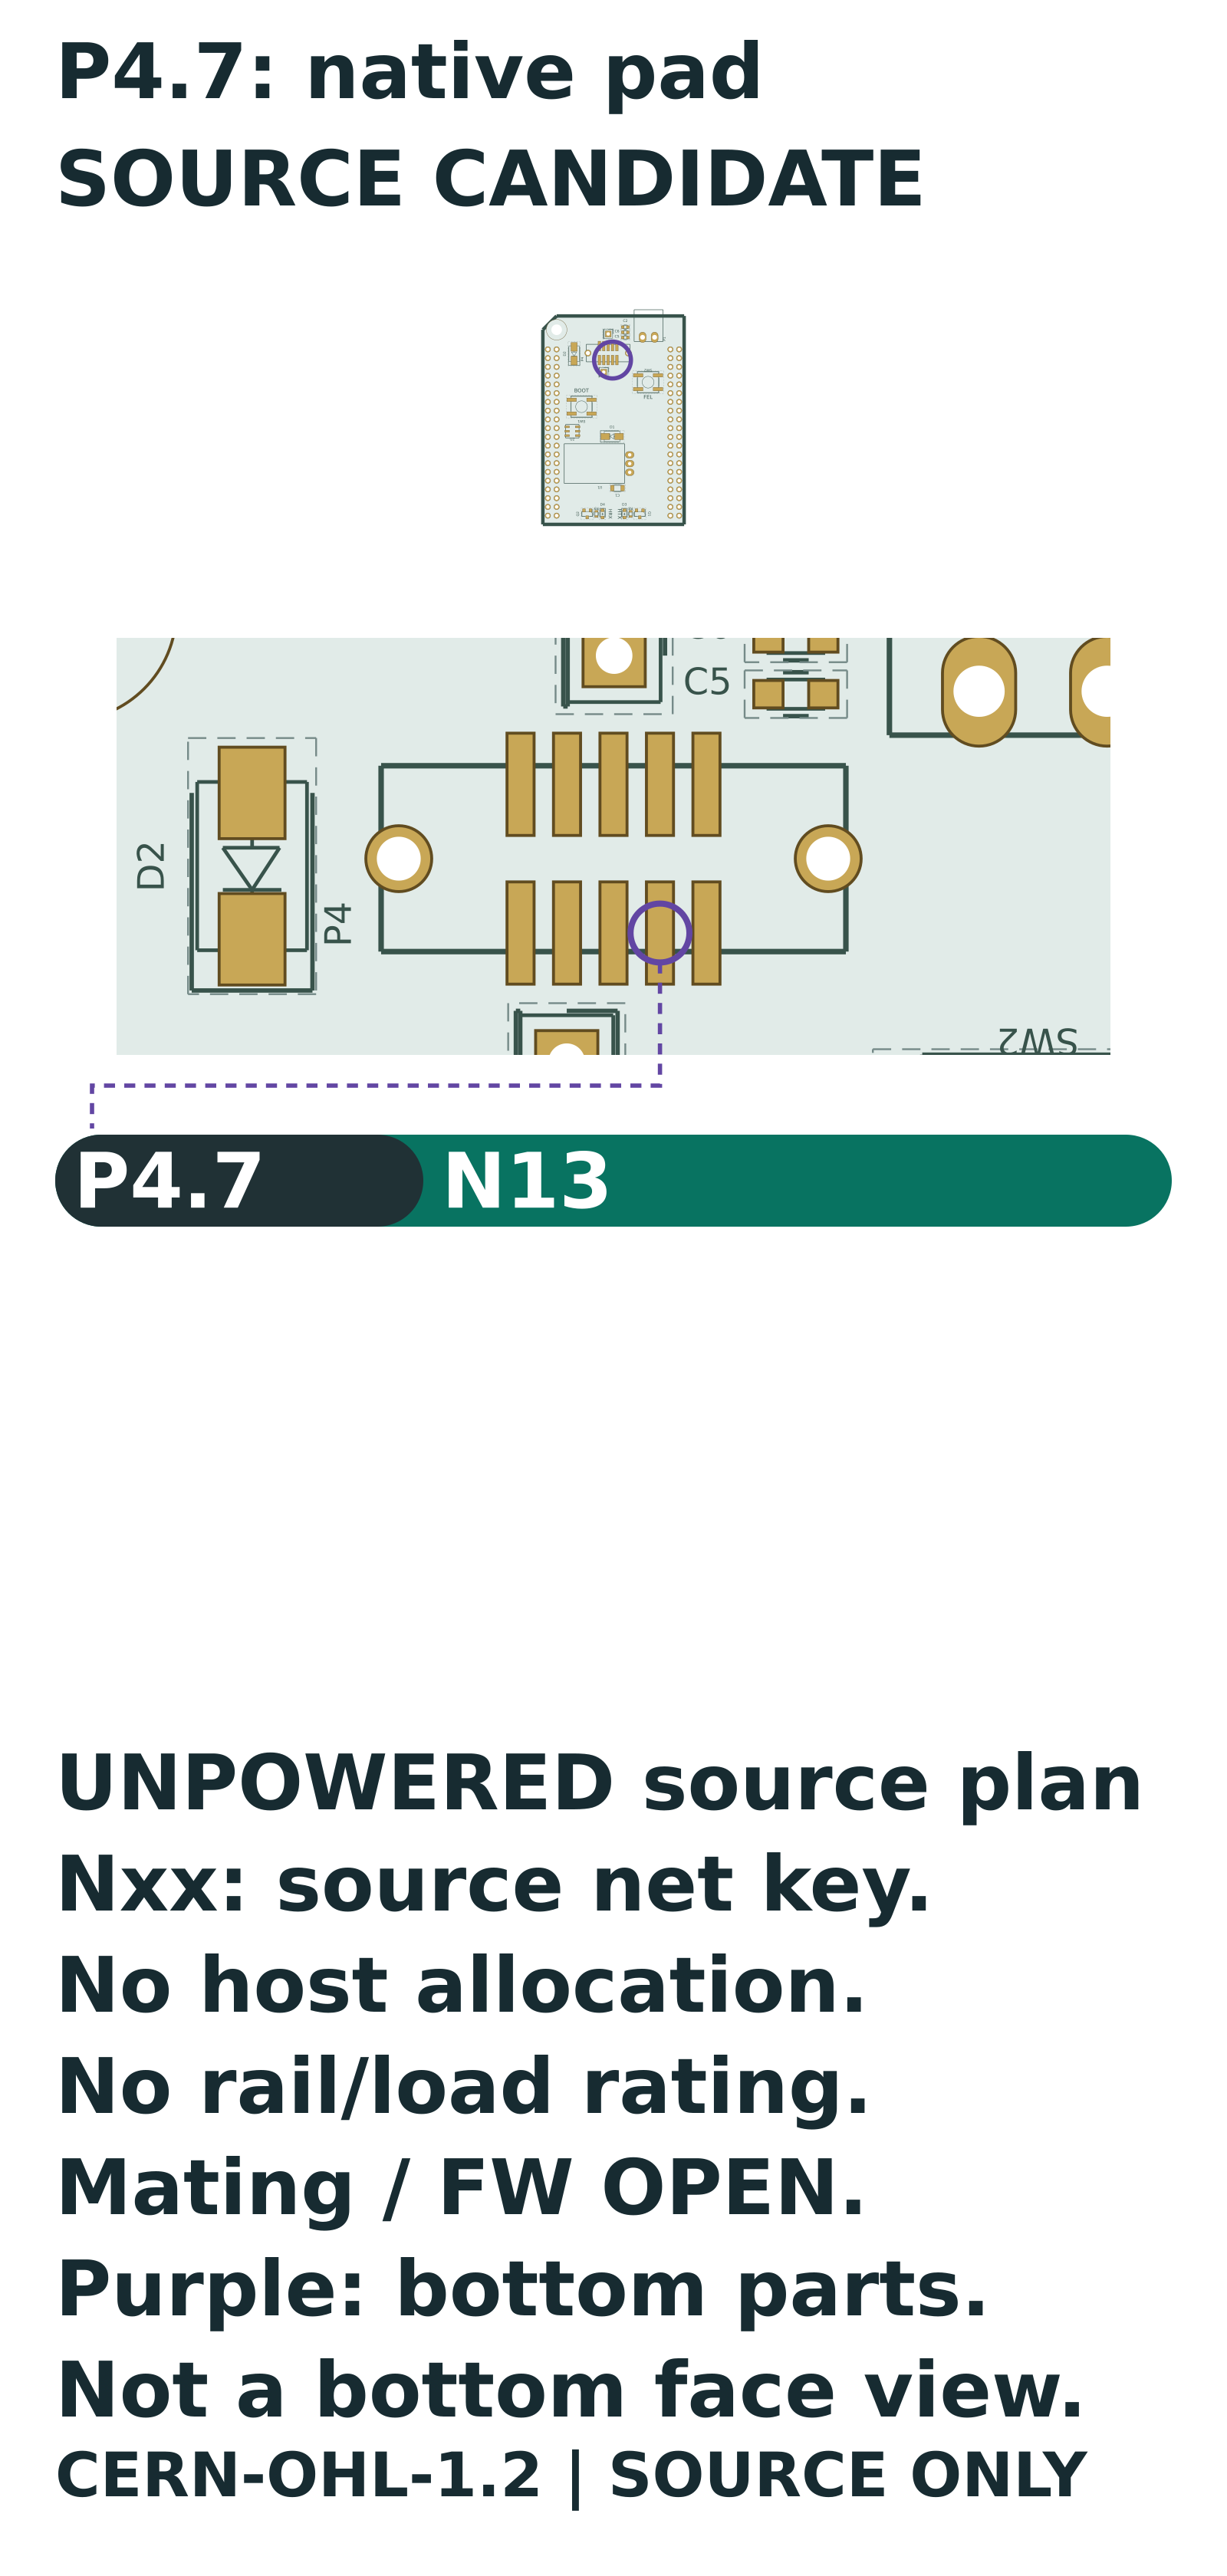 P4.7: native pad
SOURCE CANDIDATE
BOOT
FEL
C5
D2
P4
SW2
P4.7 N13
UNPOWERED source plan
Nxx: source net key.
No host allocation.
No rail/load rating.
Mating / FW OPEN.
Purple: bottom parts.
Not a bottom face view.
CERN-OHL-1.2 | SOURCE ONLY